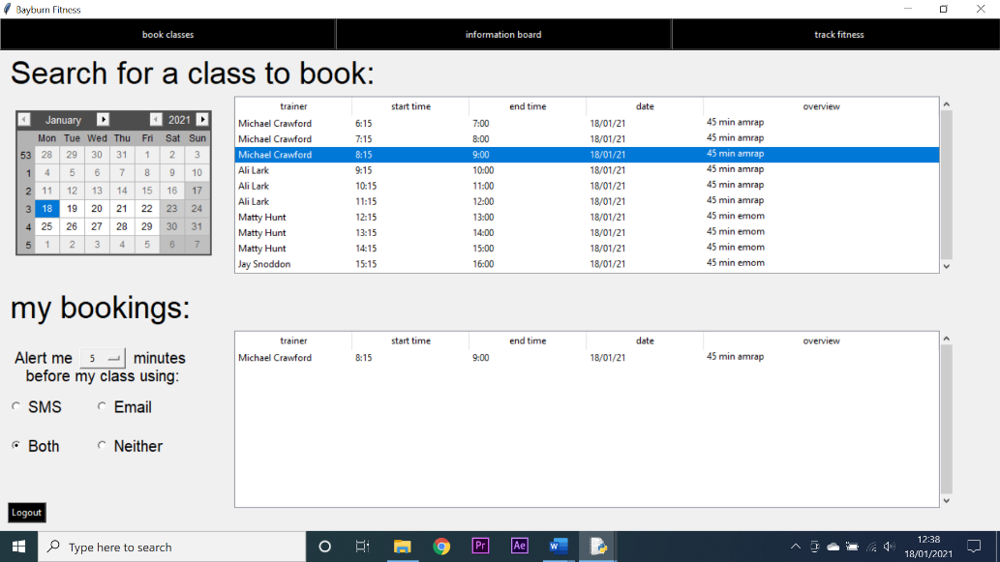 Bayburn Fitness
book classes information board track fitness
Search for a class to book:
January 2021
Mon Tue Wed Thu Fri Sat Sun
53 28 29 30 31 1 2 3
1 4 5 6 7 8 9 10
2 11 12 13 14 15 16 17
3 18 19 20 21 22 23 24
4 25 26 27 28 29 30 31
5 1 2 3 4 5 6 7
trainer start time end time date overview
Michael Crawford 6:15 7:00 18/01/21 45 min amrap
Michael Crawford 7:15 8:00 18/01/21 45 min amrap
Michael Crawford 8:15 9:00 18/01/21 45 min amrap
Ali Lark 9:15 10:00 18/01/21 45 min amrap
Ali Lark 10:15 11:00 18/01/21 45 min amrap
Ali Lark 11:15 12:00 18/01/21 45 min amrap
Matty Hunt 12:15 13:00 18/01/21 45 min emom
Matty Hunt 13:15 14:00 18/01/21 45 min emom
Matty Hunt 14:15 15:00 18/01/21 45 min emom
Jay Snoddon 15:15 16:00 18/01/21 45 min emom
my bookings:
Alert me 5 minutes
before my class using:
SMS Email
Both Neither
trainer start time end time date overview
Michael Crawford 8:15 9:00 18/01/21 45 min amrap
Logout
Type here to search
Pr Ae W
12:38
18/01/2021